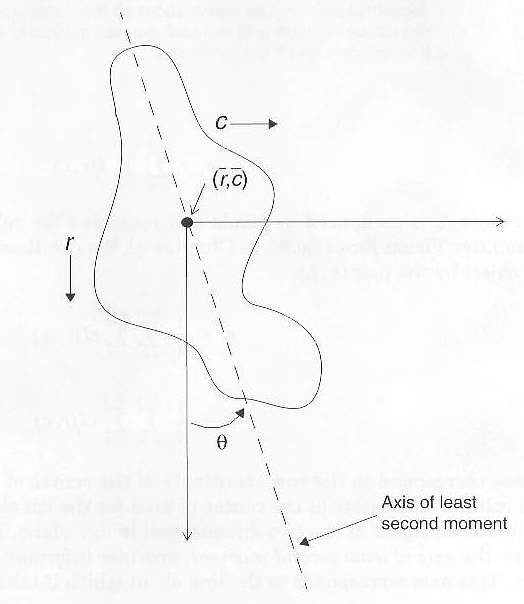 c
(r̄,c̄)
r
θ
Axis of least
second moment